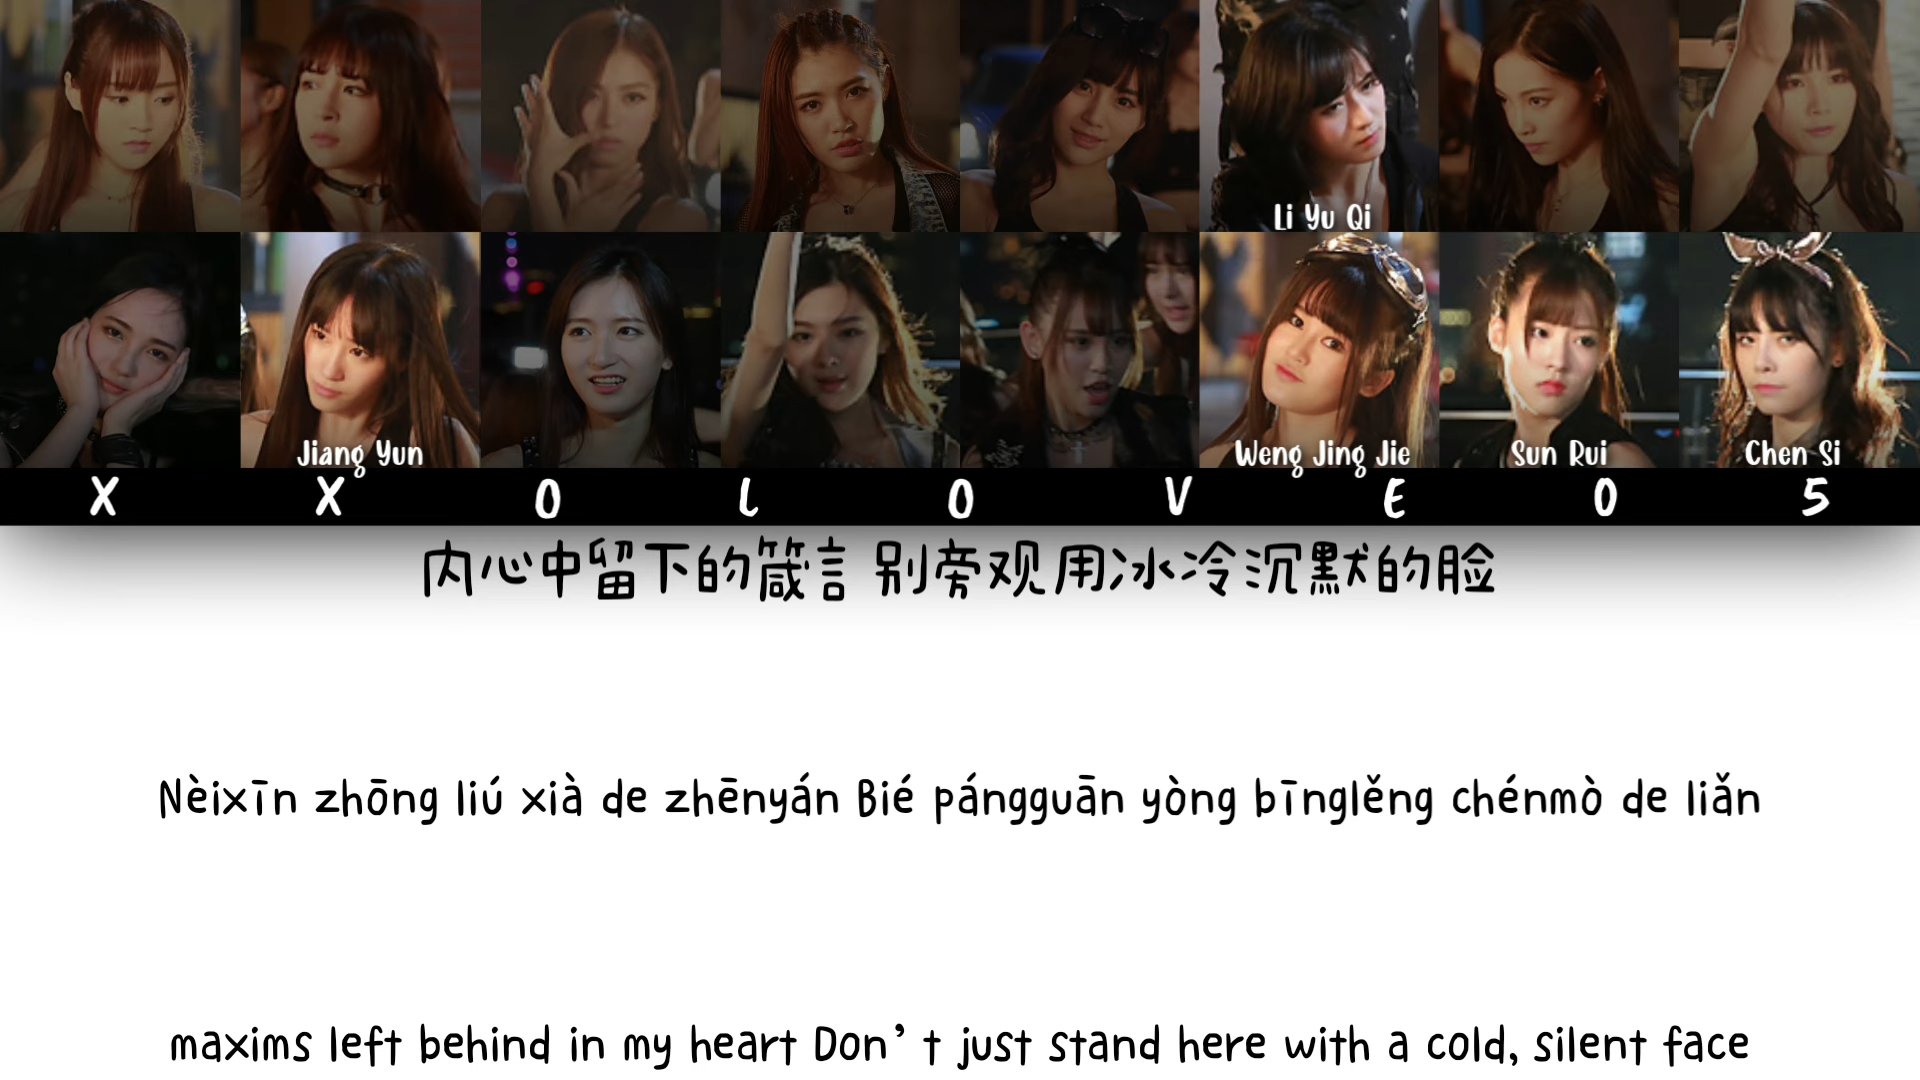 Li Yu Qi
Jiang Yun
Weng Jing Jie
Sun Rui
Chen Si
X X O L O V E 0 5
内心中留下的箴言 别旁观用冰冷沉默的脸
Nèixīn zhōng liú xià de zhēnyán Bié pángguān yòng bīnglěng chénmò de liǎn
maxims left behind in my heart Don’t just stand here with a cold, silent face